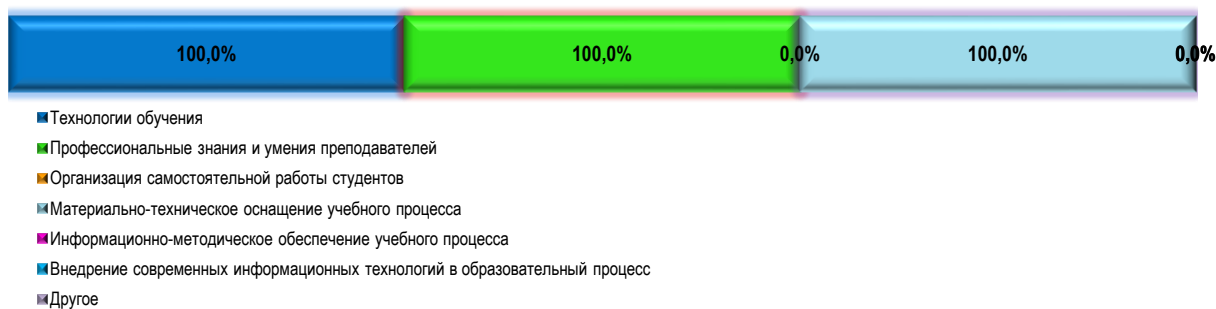 100,0% 100,0% 0,0% 100,0% 0,0%
Технологии обучения
Профессиональные знания и умения преподавателей
Организация самостоятельной работы студентов
Материально-техническое оснащение учебного процесса
Информационно-методическое обеспечение учебного процесса
Внедрение современных информационных технологий в образовательный процесс
Другое